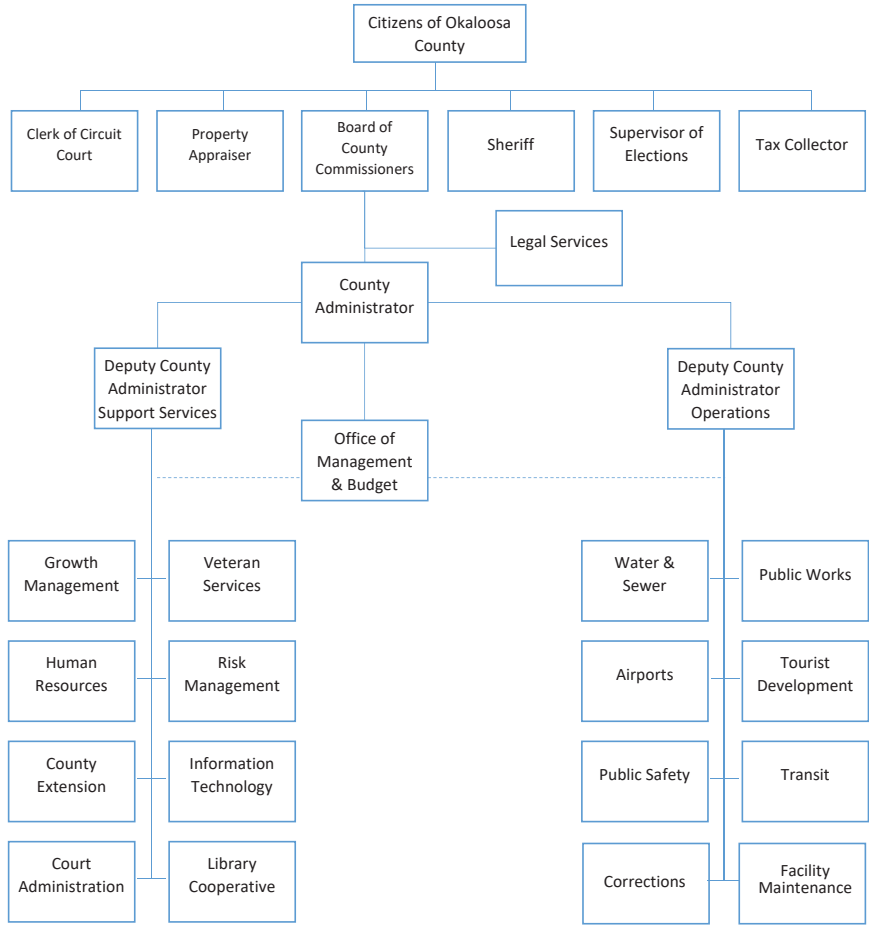 Citizens of Okaloosa
County
Clerk of Circuit
Court
Property
Appraiser
Board of
County
Commissioners
Sheriff
Supervisor of
Elections
Tax Collector
Legal Services
County
Administrator
Deputy County
Administrator
Support Services
Deputy County
Administrator
Operations
Office of
Management
& Budget
Growth
Management
Veteran
Services
Water &
Sewer
Public Works
Human
Resources
Risk
Management
Airports
Tourist
Development
County
Extension
Information
Technology
Public Safety
Transit
Court
Administration
Library
Cooperative
Corrections
Facility
Maintenance